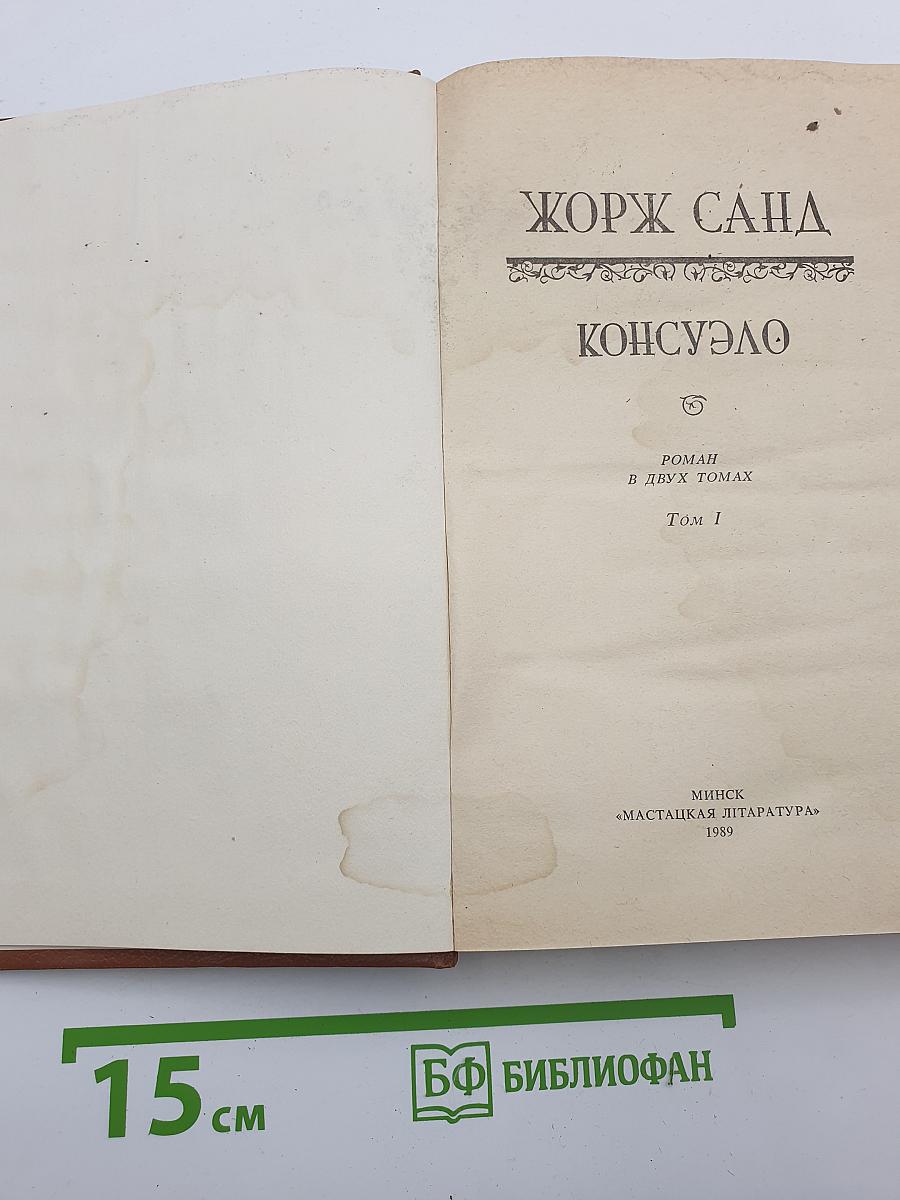 ЖОРЖ САНД
КОНСУЭЛО
РОМАН
В ДВУХ ТОМАХ
Том I
МИНСК
«МАСТАЦКАЯ ЛІТАРАТУРА»
1989
15 см
БФ БИБЛИОФАН